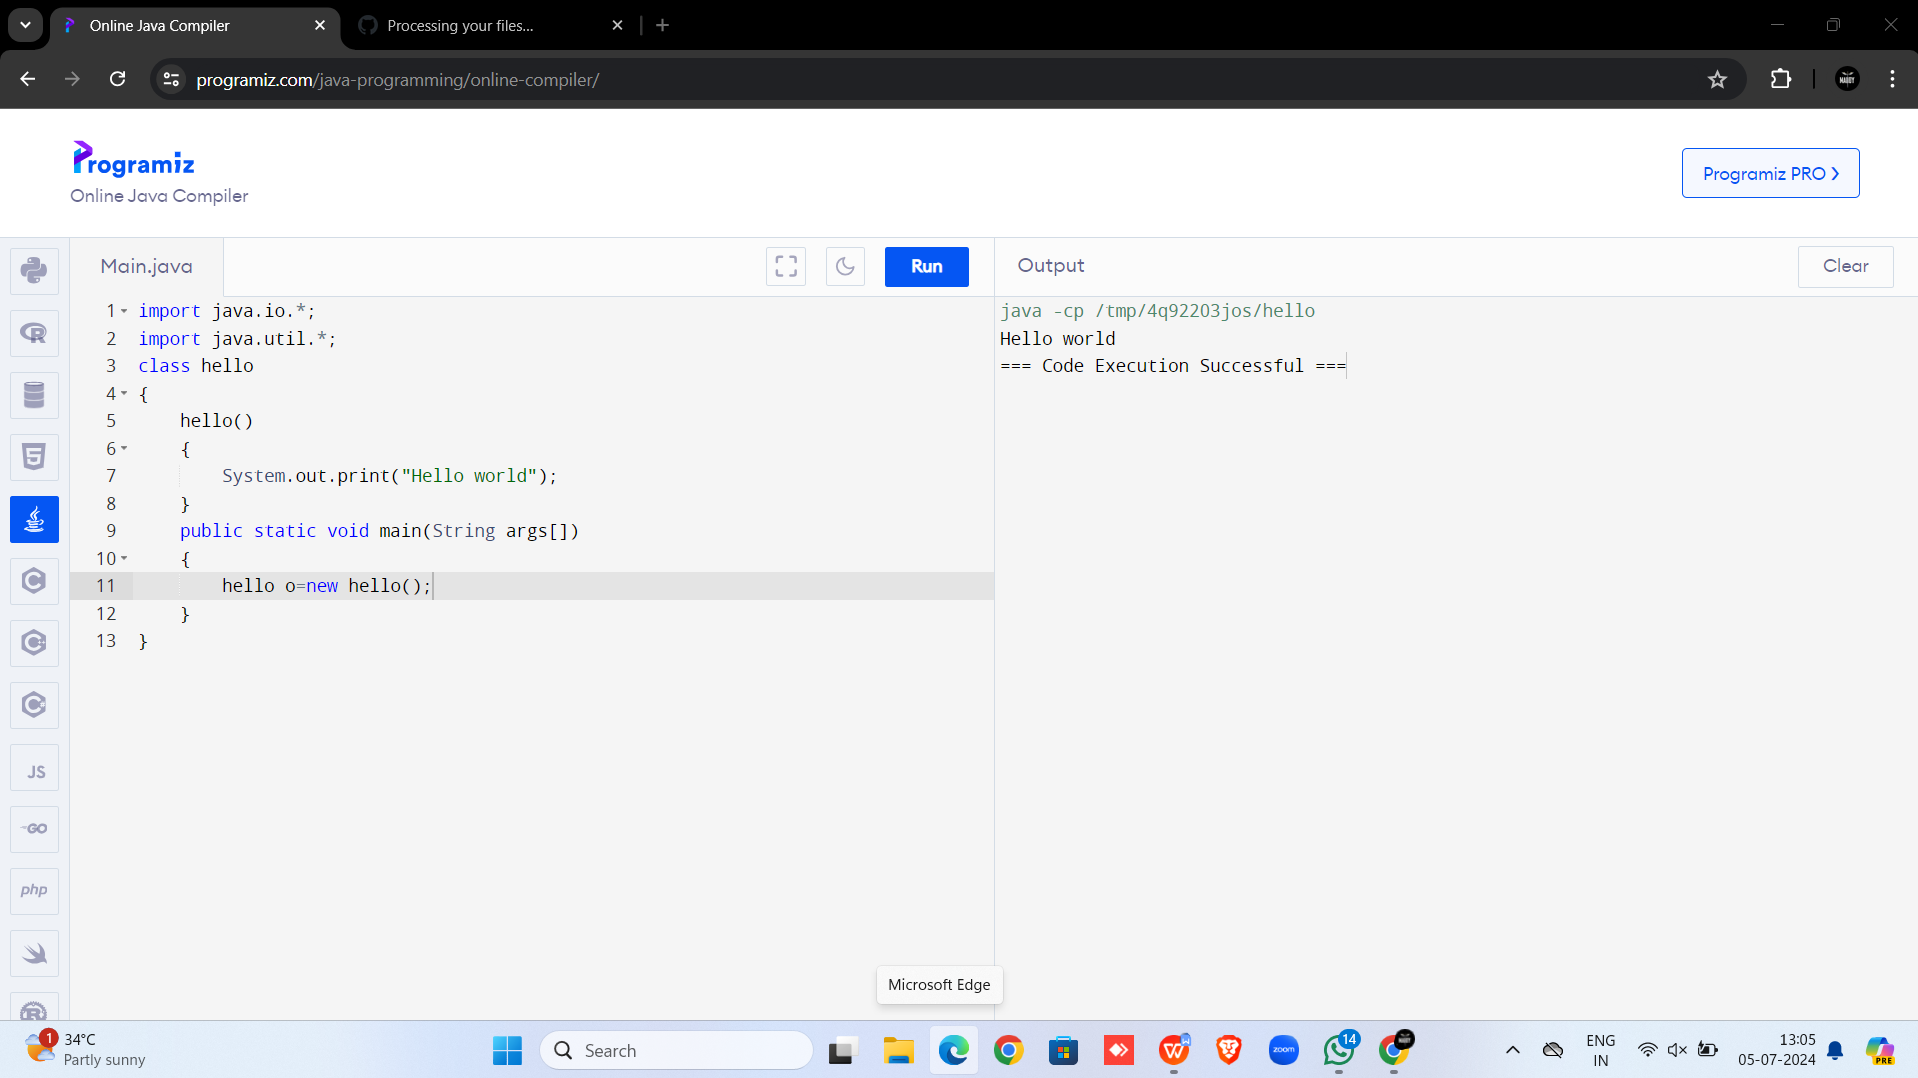 Online Java Compiler
Processing your files...
programiz.com/java-programming/online-compiler/
Programiz
Online Java Compiler
Programiz PRO
Main.java
Run
Output
Clear
1 import java.io.*;
2 import java.util.*;
3 class hello
4 {
5 hello()
6 {
7 System.out.print("Hello world");
8 }
9 public static void main(String args[])
10 {
11 hello o=new hello();
12 }
13 }
java -cp /tmp/4q92203jos/hello
Hello world
=== Code Execution Successful ===
JS
GO
php
Microsoft Edge
1
34°C
Partly sunny
Search
zoom
14
ENG
IN
13:05
05-07-2024
PRE